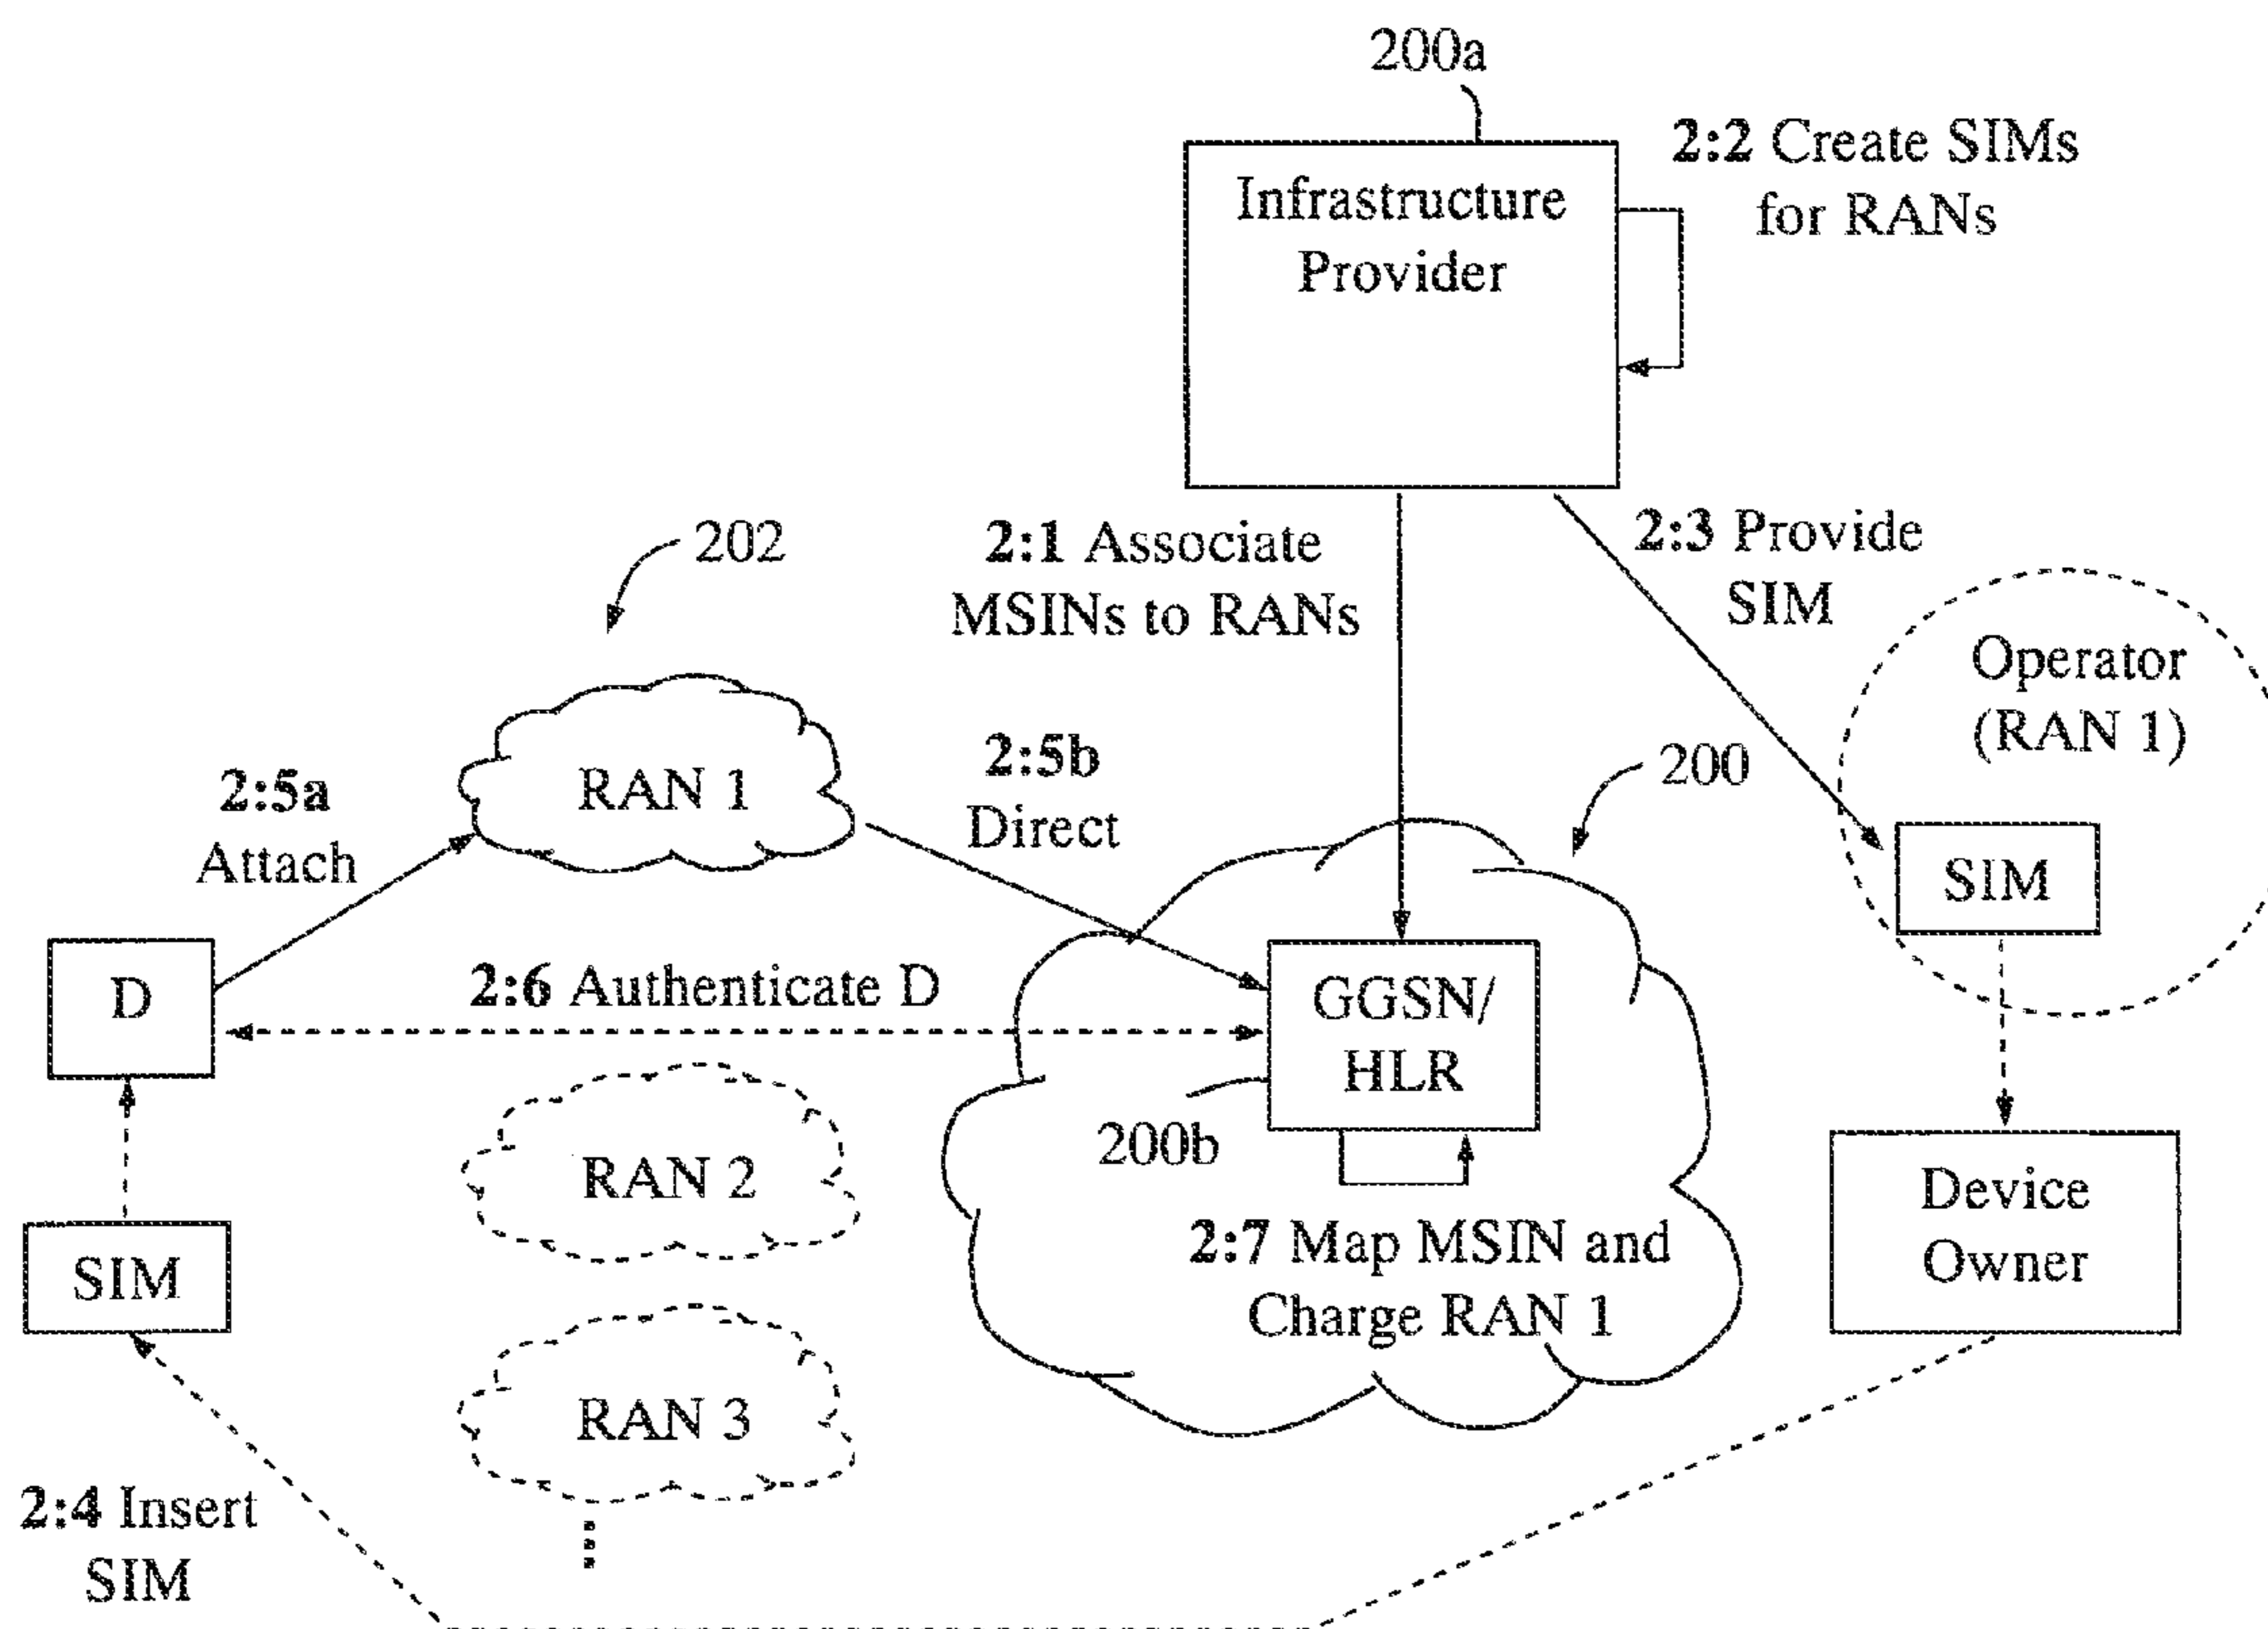 200a
2:2 Create SIMs
for RANs
Infrastructure
Provider
202
2:1 Associate
MSINs to RANs
2:3 Provide
SIM
Operator
(RAN 1)
2:5a
Attach
RAN 1
2:5b
Direct
200
SIM
D
2:6 Authenticate D
GGSN/
HLR
200b
RAN 2
SIM
2:7 Map MSIN and
Charge RAN 1
Device
Owner
RAN 3
2:4 Insert
SIM